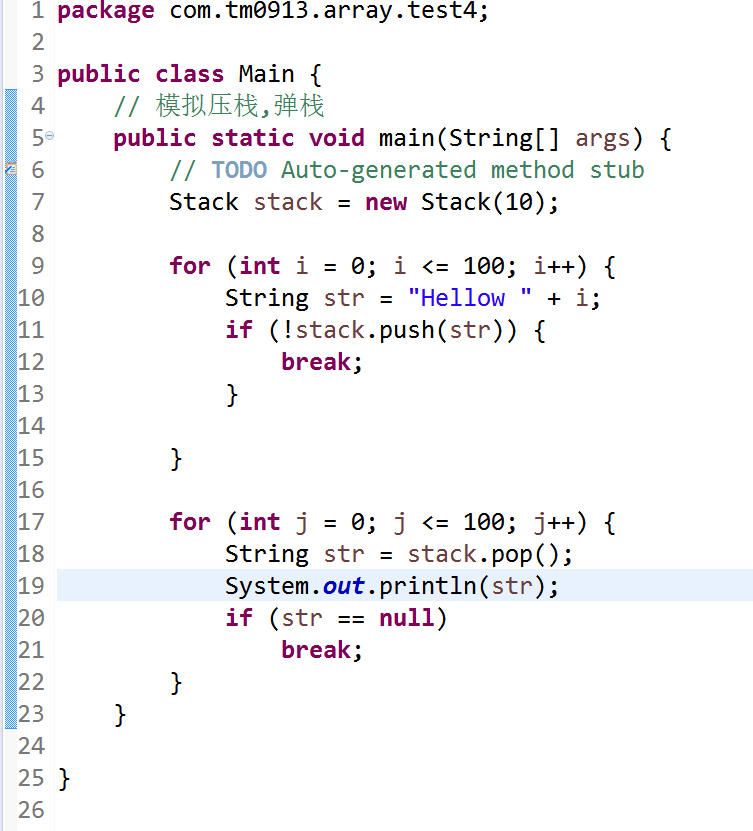 1 package com.tm0913.array.test4;
2
3 public class Main {
4     // 模拟压栈,弹栈
5     public static void main(String[] args) {
6         // TODO Auto-generated method stub
7         Stack stack = new Stack(10);
8
9         for (int i = 0; i <= 100; i++) {
10             String str = "Hellow " + i;
11             if (!stack.push(str)) {
12                 break;
13             }
14
15         }
16
17         for (int j = 0; j <= 100; j++) {
18             String str = stack.pop();
19             System.out.println(str);
20             if (str == null)
21                 break;
22         }
23     }
24
25 }
26